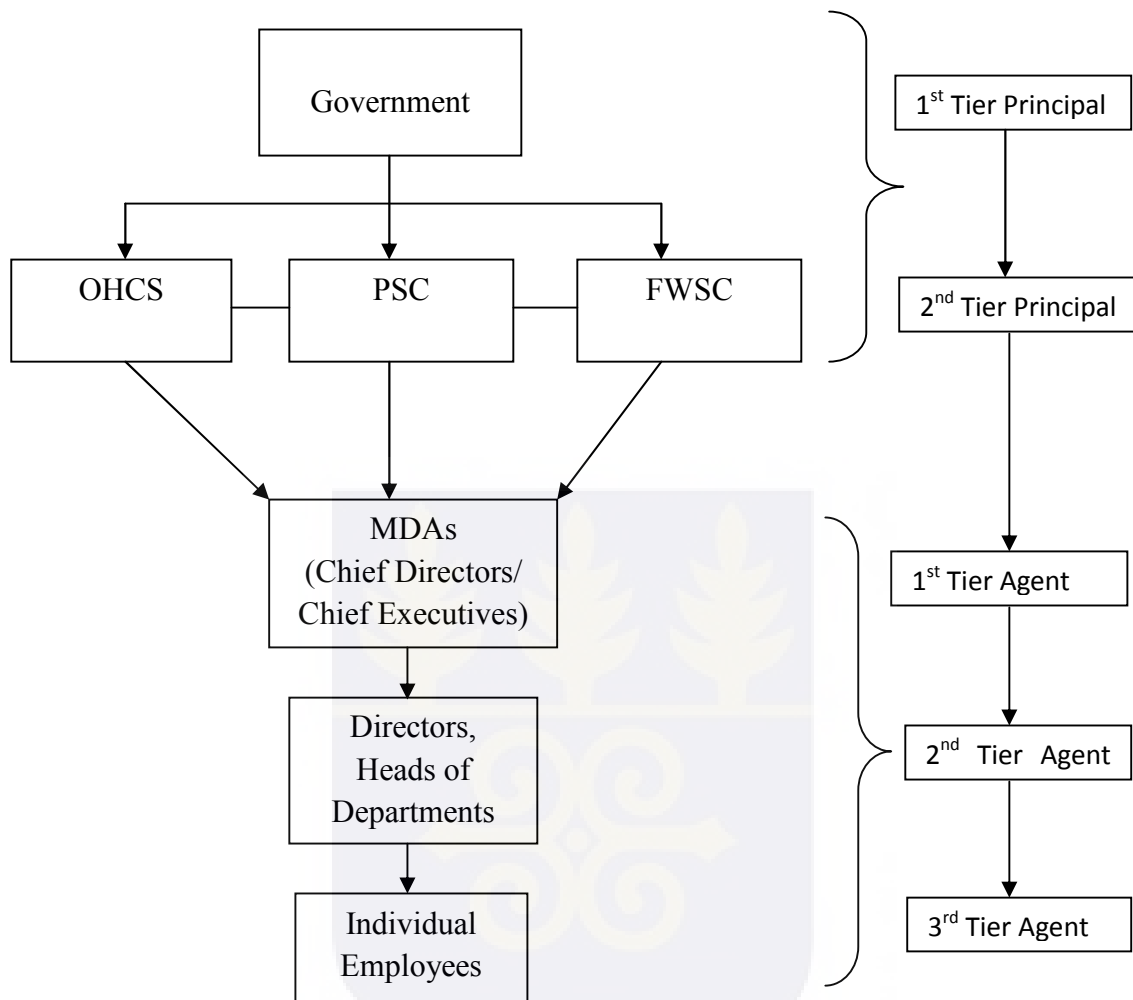 Government
1st Tier Principal
OHCS
PSC
FWSC
2nd Tier Principal
MDAs
(Chief Directors/
Chief Executives)
1st Tier Agent
Directors,
Heads of
Departments
2nd Tier Agent
Individual
Employees
3rd Tier Agent